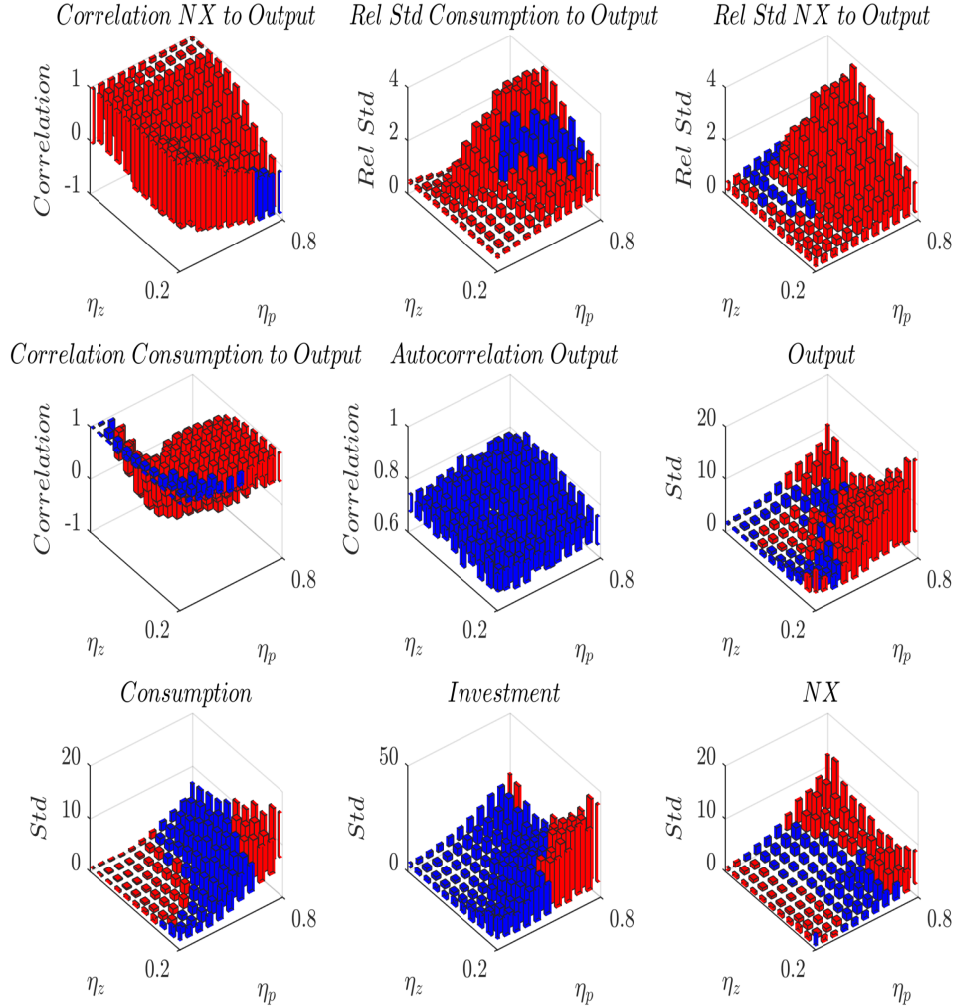 Correlation NX to Output
Rel Std Consumption to Output
Rel Std NX to Output
Correlation
1
0
-1
0.2
0.8
η_z
η_p
Rel Std
4
2
0
0.2
0.8
η_z
η_p
Rel Std
4
2
0
0.2
0.8
η_z
η_p
Correlation Consumption to Output
Autocorrelation Output
Output
Correlation
1
0
-1
0.2
0.8
η_z
η_p
Correlation
1
0.8
0.6
0.2
0.8
η_z
η_p
Std
20
10
0
0.2
0.8
η_z
η_p
Consumption
Investment
NX
Std
20
10
0
0.2
0.8
η_z
η_p
Std
50
0
0.2
0.8
η_z
η_p
Std
20
10
0
0.2
0.8
η_z
η_p